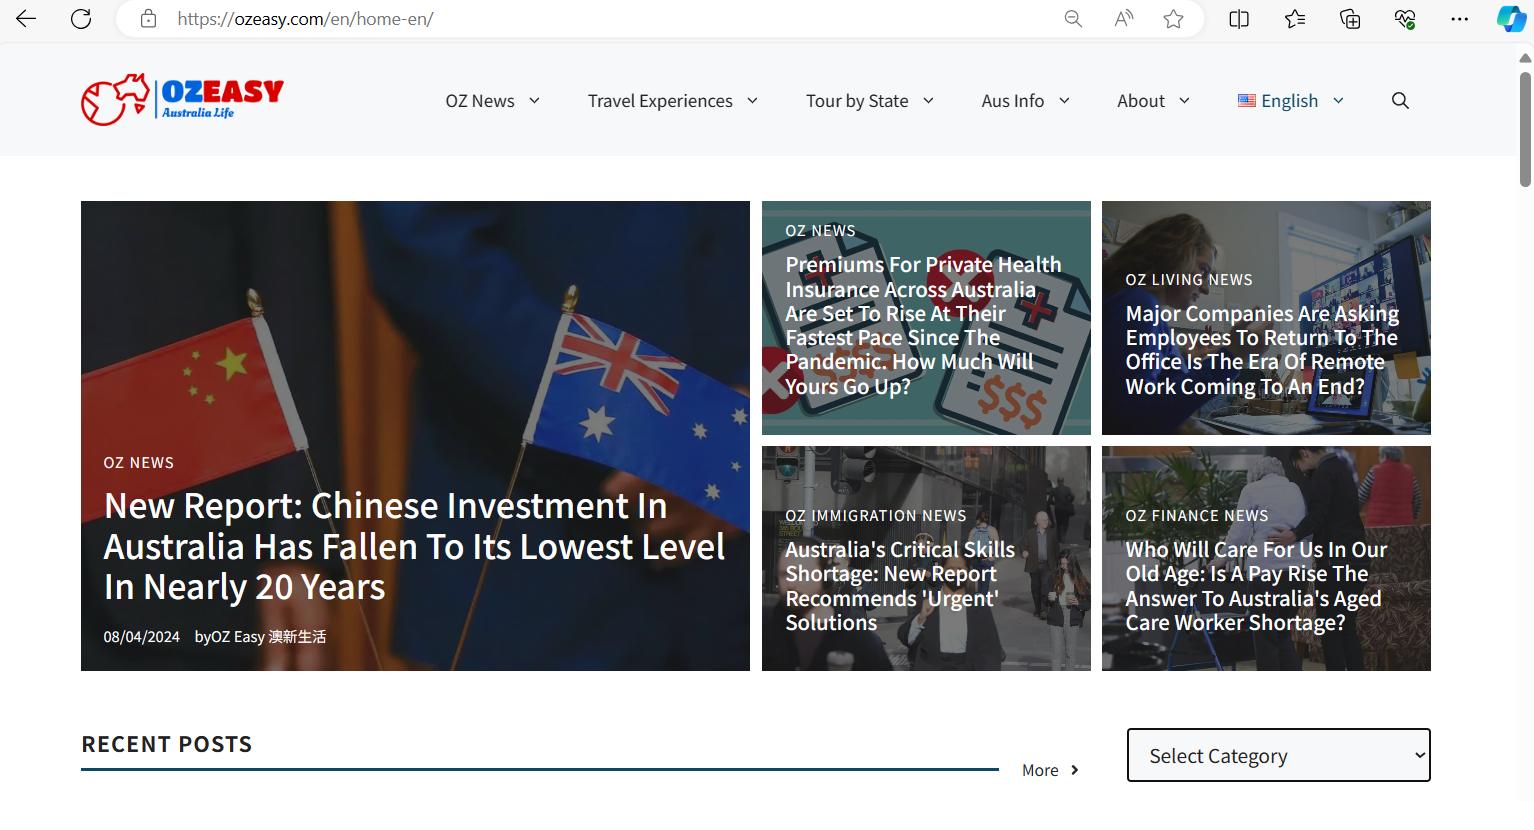 https://ozeasy.com/en/home-en/
OZEASY
Australia Life
OZ News
Travel Experiences
Tour by State
Aus Info
About
English
OZ NEWS
New Report: Chinese Investment In
Australia Has Fallen To Its Lowest Level
In Nearly 20 Years
08/04/2024 byOZ Easy 澳新生活
OZ NEWS
Premiums For Private Health
Insurance Across Australia
Are Set To Rise At Their
Fastest Pace Since The
Pandemic. How Much Will
Yours Go Up?
$$$
OZ LIVING NEWS
Major Companies Are Asking
Employees To Return To The
Office Is The Era Of Remote
Work Coming To An End?
OZ IMMIGRATION NEWS
Australia's Critical Skills
Shortage: New Report
Recommends 'Urgent'
Solutions
OZ FINANCE NEWS
Who Will Care For Us In Our
Old Age: Is A Pay Rise The
Answer To Australia's Aged
Care Worker Shortage?
RECENT POSTS
More
Select Category